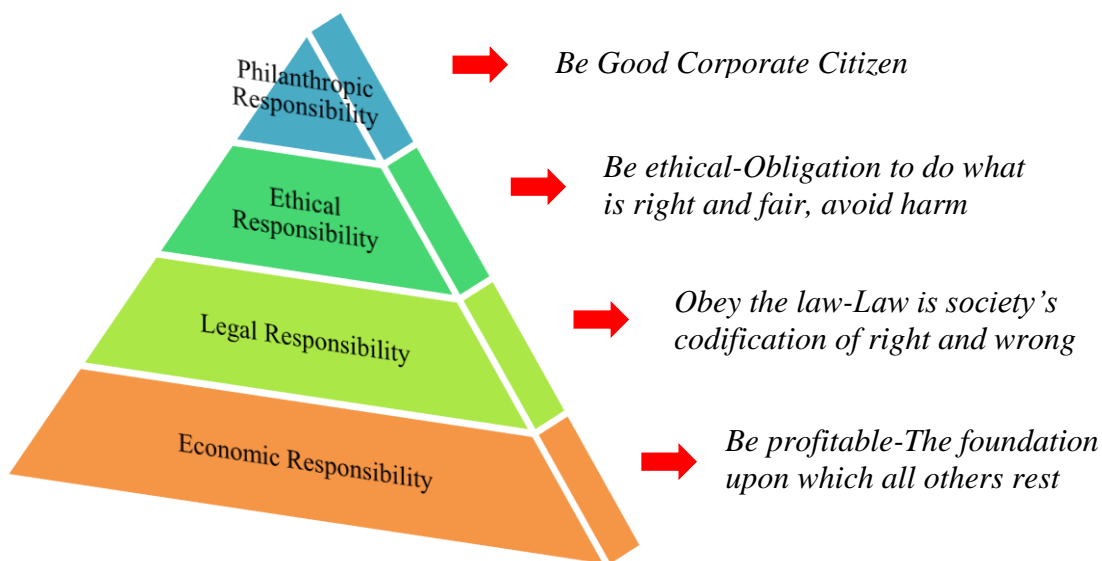 Philanthropic
Responsibility
Be Good Corporate Citizen
Ethical
Responsibility
Be ethical-Obligation to do what
is right and fair, avoid harm
Legal Responsibility
Obey the law-Law is society’s
codification of right and wrong
Economic Responsibility
Be profitable-The foundation
upon which all others rest